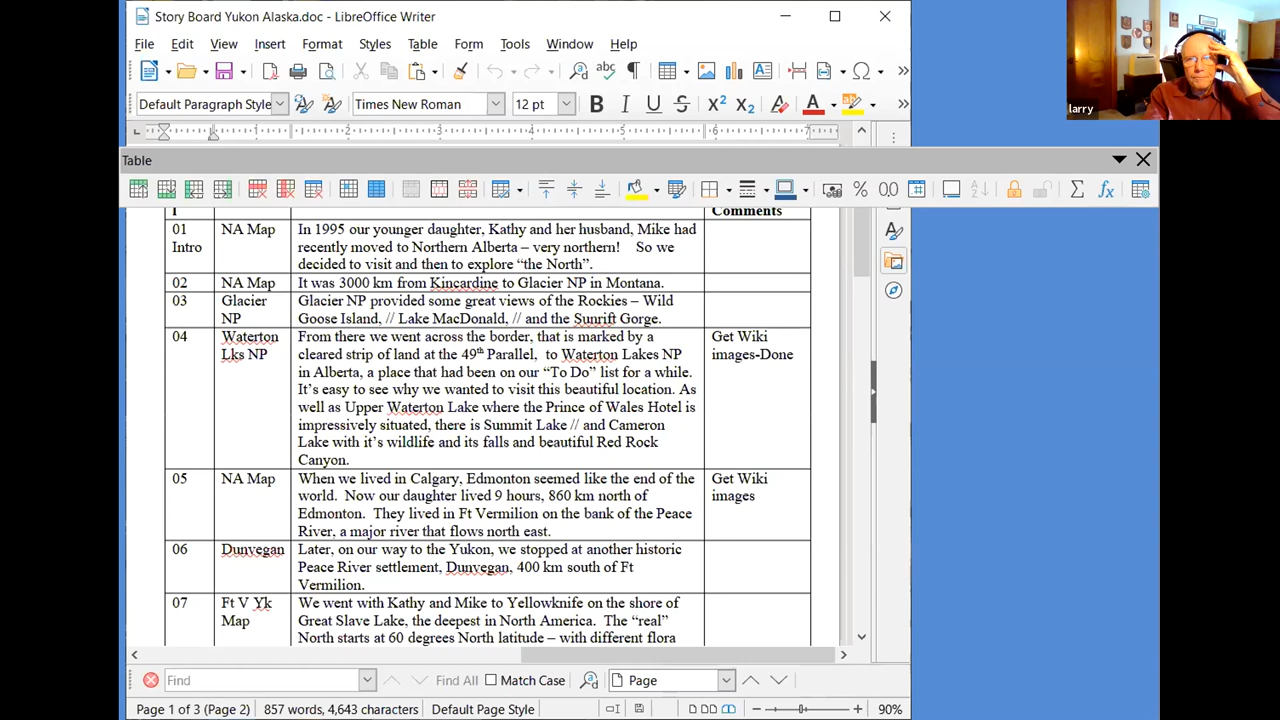 Story Board Yukon Alaska.doc - LibreOffice Writer
File Edit View Insert Format Styles Table Form Tools Window Help
Default Paragraph Style Times New Roman 12 pt B I U S X² X₂ A
1 2 3 4 5 6 7
Table
I Comments
01 Intro
NA Map
In 1995 our younger daughter, Kathy and her husband, Mike had
recently moved to Northern Alberta – very northern! So we
decided to visit and then to explore “the North”.
02
NA Map
It was 3000 km from Kincardine to Glacier NP in Montana.
03
Glacier
NP
Glacier NP provided some great views of the Rockies – Wild
Goose Island, // Lake MacDonald, // and the Sunrift Gorge.
04
Waterton
Lks NP
From there we went across the border, that is marked by a
cleared strip of land at the 49th Parallel, to Waterton Lakes NP
in Alberta, a place that had been on our “To Do” list for a while.
It’s easy to see why we wanted to visit this beautiful location. As
well as Upper Waterton Lake where the Prince of Wales Hotel is
impressively situated, there is Summit Lake // and Cameron
Lake with it’s wildlife and its falls and beautiful Red Rock
Canyon.
Get Wiki
images-Done
05
NA Map
When we lived in Calgary, Edmonton seemed like the end of the
world. Now our daughter lived 9 hours, 860 km north of
Edmonton. They lived in Ft Vermilion on the bank of the Peace
River, a major river that flows north east.
Get Wiki
images
06
Dunvegan
Later, on our way to the Yukon, we stopped at another historic
Peace River settlement, Dunvegan, 400 km south of Ft
Vermilion.
07
Ft V Yk
Map
We went with Kathy and Mike to Yellowknife on the shore of
Great Slave Lake, the deepest in North America. The “real”
North starts at 60 degrees North latitude – with different flora
Find Find All Match Case Page
Page 1 of 3 (Page 2) 857 words, 4,643 characters Default Page Style 90%
larry